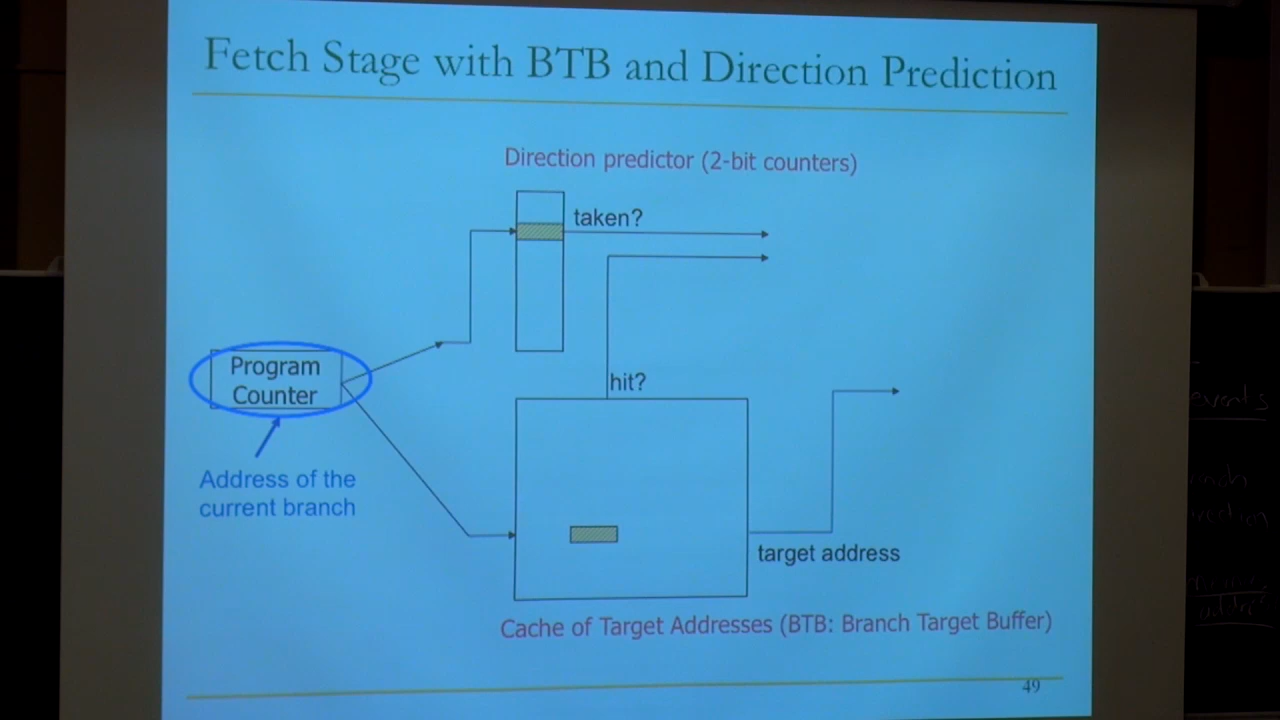 Fetch Stage with BTB and Direction Prediction
Direction predictor (2-bit counters)
taken?
hit?
Program
Counter
Address of the
current branch
target address
Cache of Target Addresses (BTB: Branch Target Buffer)
49
events